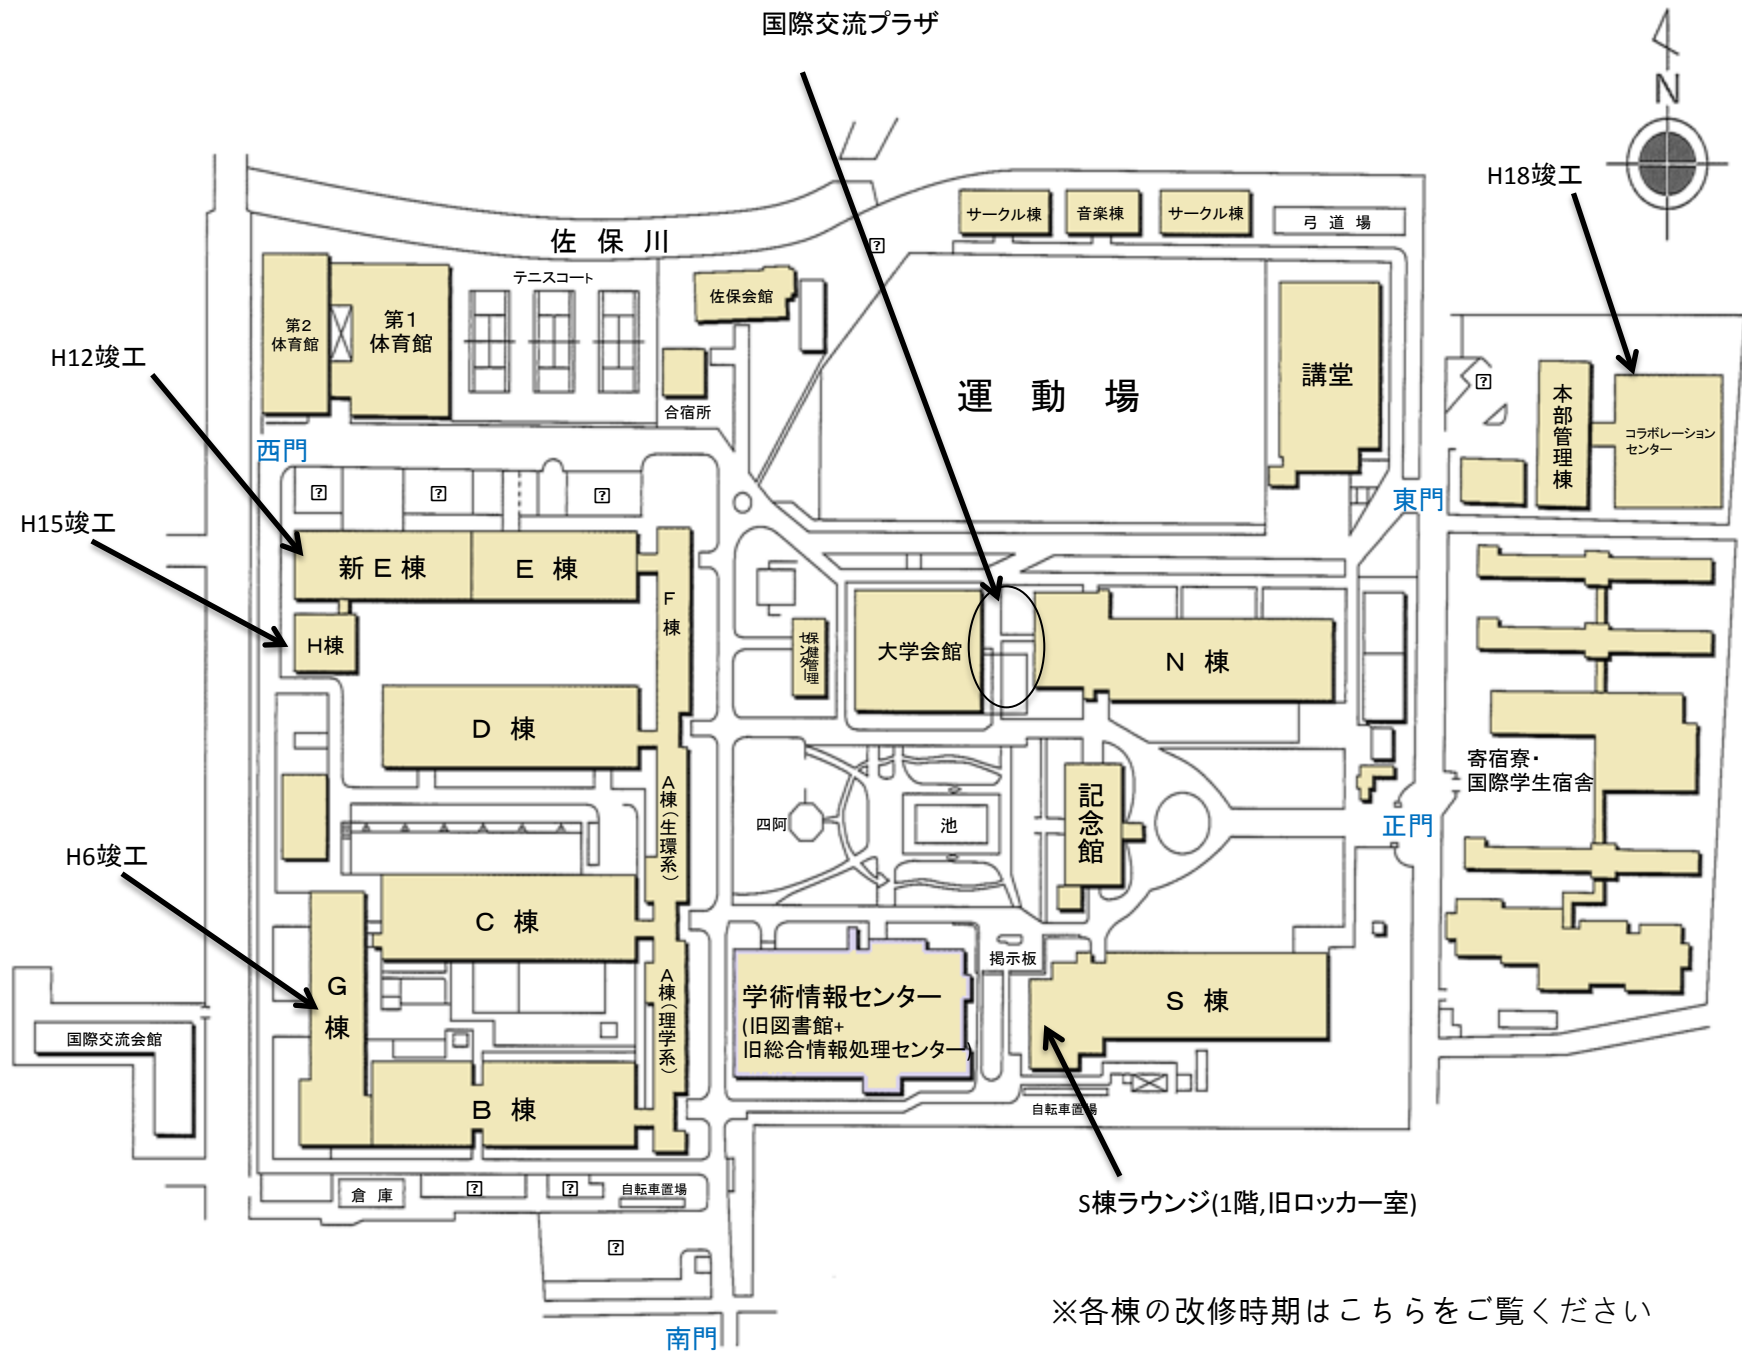 国際交流プラザ
N
H18竣工
サークル棟
音楽棟
サークル棟
弓道場
佐保川
テニスコート
佐保会館
第2
体育館
第1
体育館
H12竣工
合宿所
運動場
講堂
本部管理棟
コラボレーション
センター
西門
東門
H15竣工
新E棟
E棟
F棟
H棟
保健管理
センター
大学会館
N棟
D棟
寄宿寮・
国際学生宿舎
A棟(生環系)
四阿
池
記念館
正門
H6竣工
C棟
G棟
A棟(理学系)
掲示板
学術情報センター
(旧図書館+
旧総合情報処理センター)
S棟
国際交流会館
B棟
自転車置場
倉庫
自転車置場
S棟ラウンジ(1階,旧ロッカー室)
※各棟の改修時期はこちらをご覧ください
南門